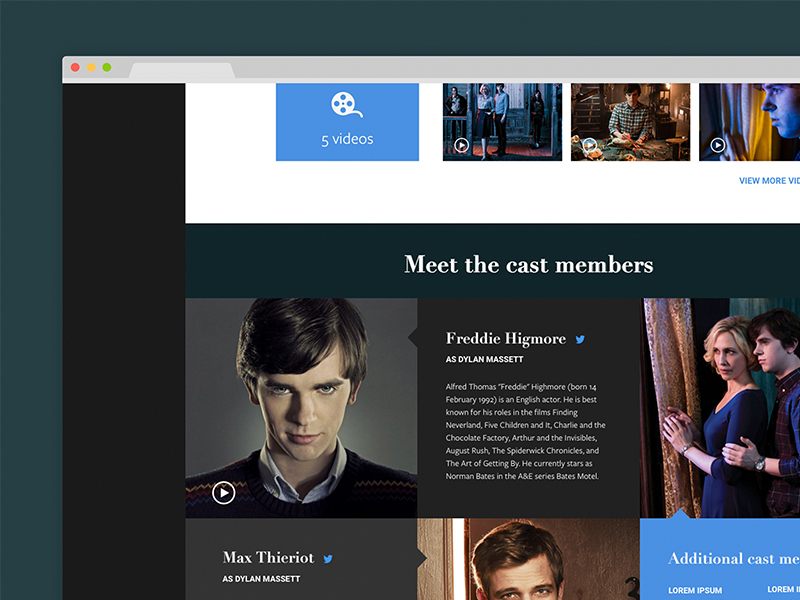 5 videos
VIEW MORE VID
Meet the cast members
Freddie Higmore
AS DYLAN MASSETT
Alfred Thomas "Freddie" Highmore (born 14
February 1992) is an English actor. He is best
known for his roles in the films Finding
Neverland, Five Children and It, Charlie and the
Chocolate Factory, Arthur and the Invisibles,
August Rush, The Spiderwick Chronicles, and
The Art of Getting By. He currently stars as
Norman Bates in the A&E series Bates Motel.
Max Thieriot
AS DYLAN MASSETT
Additional cast me
LOREM IPSUM
LOREM I